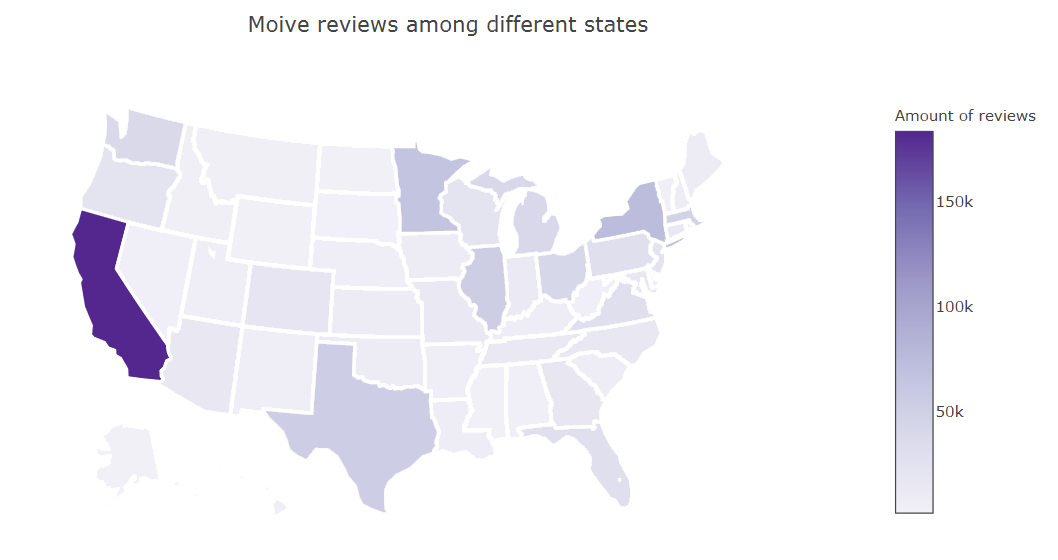 Moive reviews among different states
Amount of reviews
150k
100k
50k